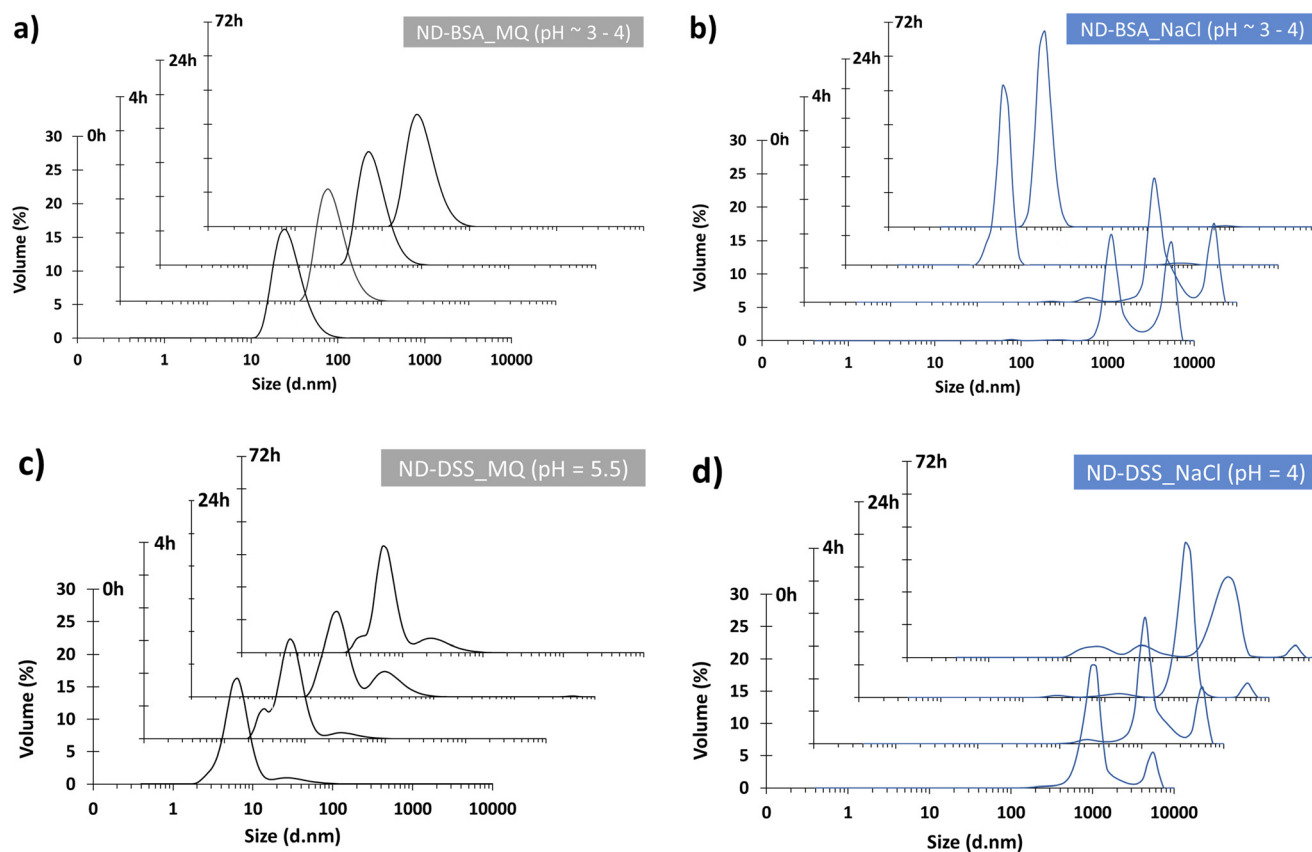 a)
ND-BSA_MQ (pH ~ 3 - 4)
72h
24h
4h
0h
30
25
20
15
10
5
0
Volume (%)
0 1 10 100 1000 10000
Size (d.nm)
b)
ND-BSA_NaCl (pH ~ 3 - 4)
72h
24h
4h
0h
30
25
20
15
10
5
0
Volume (%)
0 1 10 100 1000 10000
Size (d.nm)
c)
ND-DSS_MQ (pH = 5.5)
72h
24h
4h
0h
30
25
20
15
10
5
0
Volume (%)
0 1 10 100 1000 10000
Size (d.nm)
d)
ND-DSS_NaCl (pH = 4)
72h
24h
4h
0h
30
25
20
15
10
5
0
Volume (%)
0 1 10 100 1000 10000
Size (d.nm)